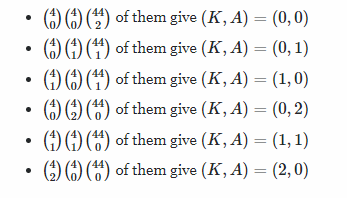 • $\binom{4}{0}\binom{4}{0}\binom{44}{2}$ of them give $(K, A) = (0, 0)$
• $\binom{4}{0}\binom{4}{1}\binom{44}{1}$ of them give $(K, A) = (0, 1)$
• $\binom{4}{1}\binom{4}{0}\binom{44}{1}$ of them give $(K, A) = (1, 0)$
• $\binom{4}{0}\binom{4}{2}\binom{44}{0}$ of them give $(K, A) = (0, 2)$
• $\binom{4}{1}\binom{4}{1}\binom{44}{0}$ of them give $(K, A) = (1, 1)$
• $\binom{4}{2}\binom{4}{0}\binom{44}{0}$ of them give $(K, A) = (2, 0)$